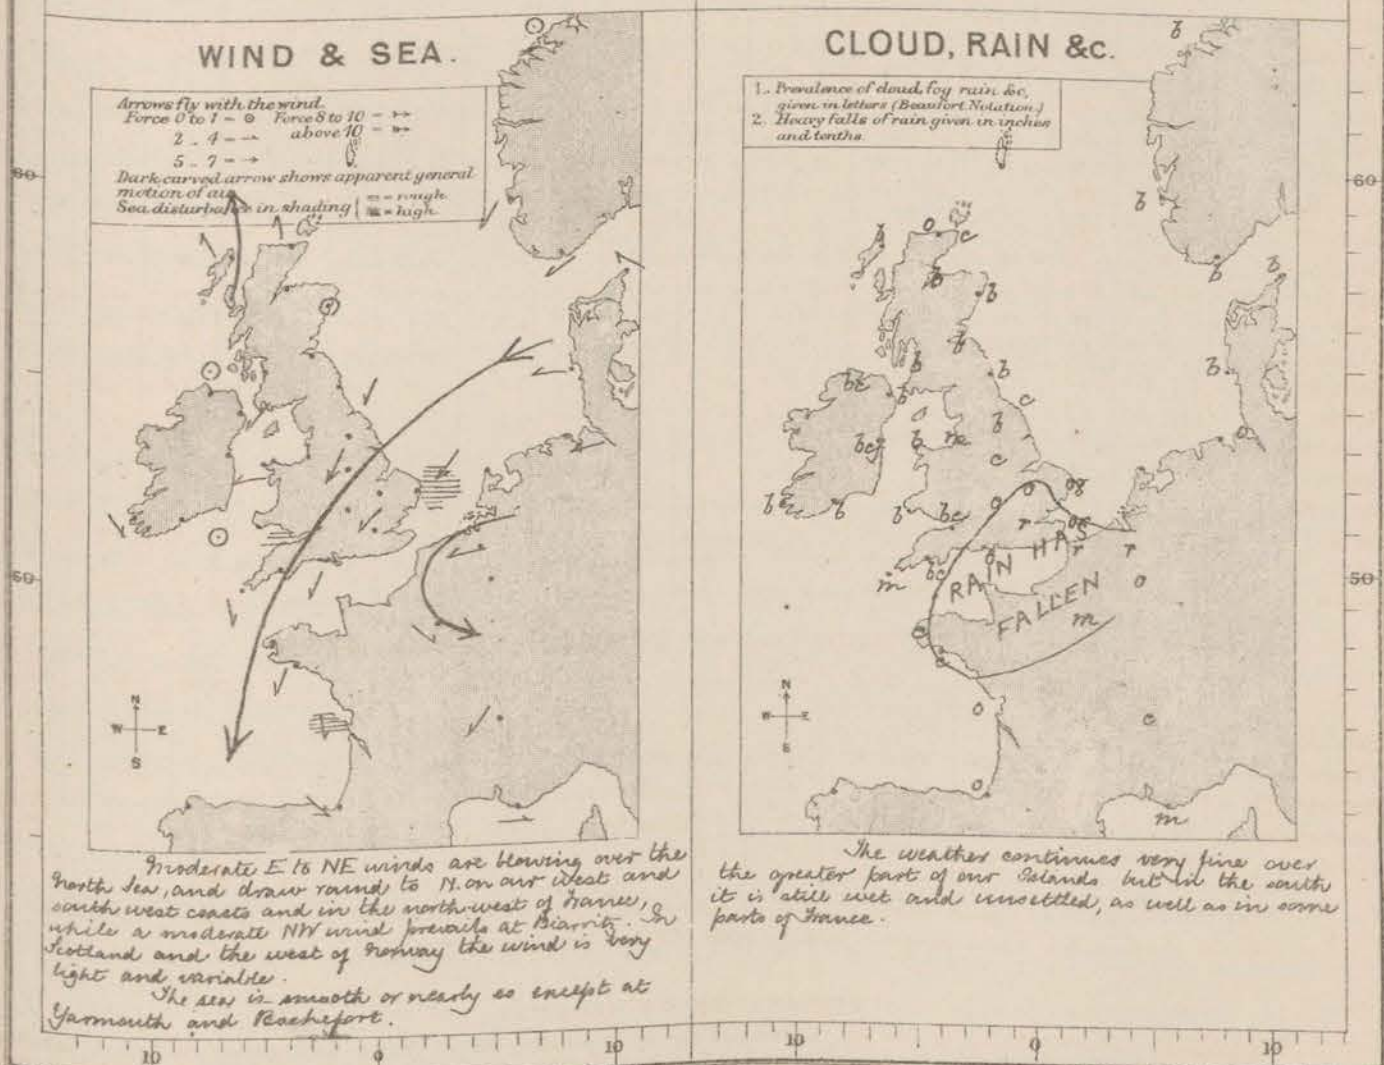 WIND & SEA.
Arrows fly with the wind.
Force 0 to 1 - ⊙ Force 8 to 10 -
2 - 4 - above 10 -
5 - 7 -
Dark curved arrow shows apparent general
motion of air
Sea disturbance in shading { = rough
= high
60
50
N
W E
S
Moderate E to NE winds are blowing over the
North Sea, and draw round to N. on our west and
south west coasts and in the north-west of France,
while a moderate NW wind prevails at Biarritz. In
Scotland and the west of Norway the wind is very
light and variable.
The sea is smooth or nearly so except at
Yarmouth and Rochefort.
10 0 10
CLOUD, RAIN &c.
1. Prevalence of cloud, fog rain &c,
given in letters (Beaufort Notation.)
2. Heavy falls of rain given in inches
and tenths.
60
b
b
b
o c
b
b
b
b
b
b
b
b
bc
b
b
c
b
b
m
c
o
b
b
b
bc
o
o
r
r
r
m
bc
o
o
RAIN HAS
FALLEN
m
50
N
W E
S
o
c
o
m
The weather continues very fine over
the greater part of our Islands but in the south
it is still wet and unsettled, as well as in some
parts of France.
10 0 10